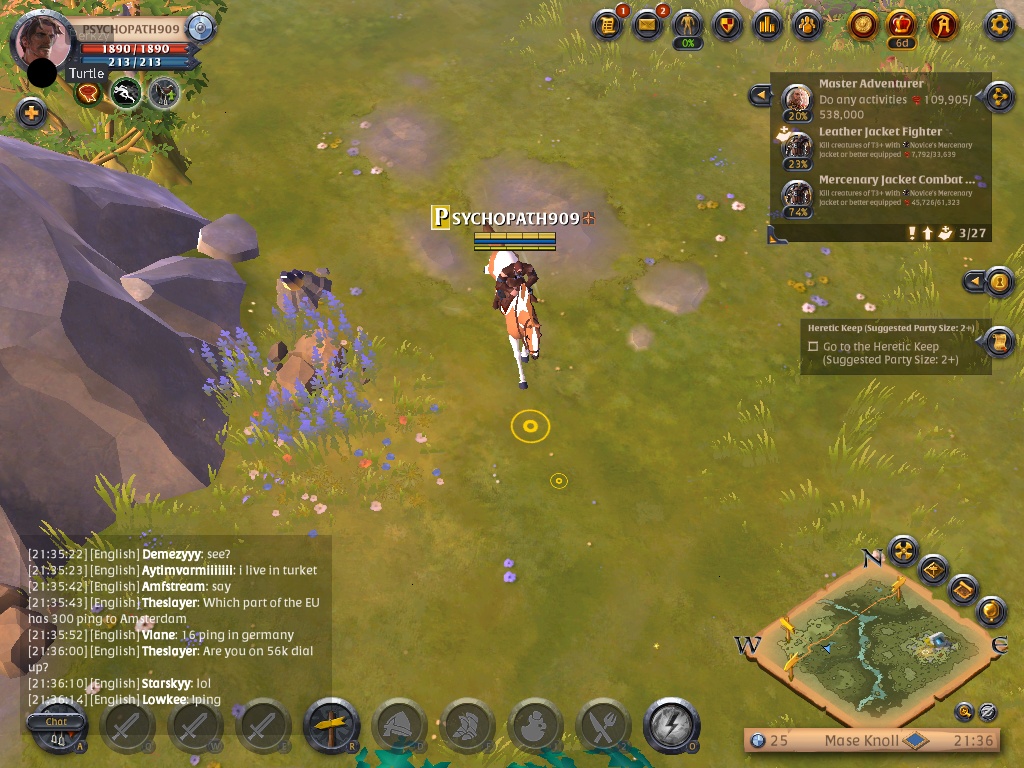 PSYCHOPATH909
1890 / 1890
213 / 213
Turtle
1
2
0%
6d
Master Adventurer
Do any activities 109,905/
538,000
20%
Leather Jacket Fighter
Kill creatures of T3+ with Novice's Mercenary
Jacket or better equipped 7,792/33,639
23%
Mercenary Jacket Combat ...
Kill creatures of T3+ with Novice's Mercenary
Jacket or better equipped 45,726/61,323
74%
3/27
PSYCHOPATH909
Heretic Keep (Suggested Party Size: 2+)
Go to the Heretic Keep
(Suggested Party Size: 2+)
[21:35:22] [English] Demezyyy: see?
[21:35:23] [English] Aytimvarmiiiiiii: i live in turket
[21:35:42] [English] Amfstream: say
[21:35:43] [English] Theslayer: Which part of the EU
has 300 ping to Amsterdam
[21:35:52] [English] Viane: 16 ping in germany
[21:36:00] [English] Theslayer: Are you on 56k dial
up?
[21:36:10] [English] Starskyy: lol
[21:36:14] [English] Lowkee: !ping
N
W
E
Chat
A Q W E R D F O
25 Mase Knoll 21:36